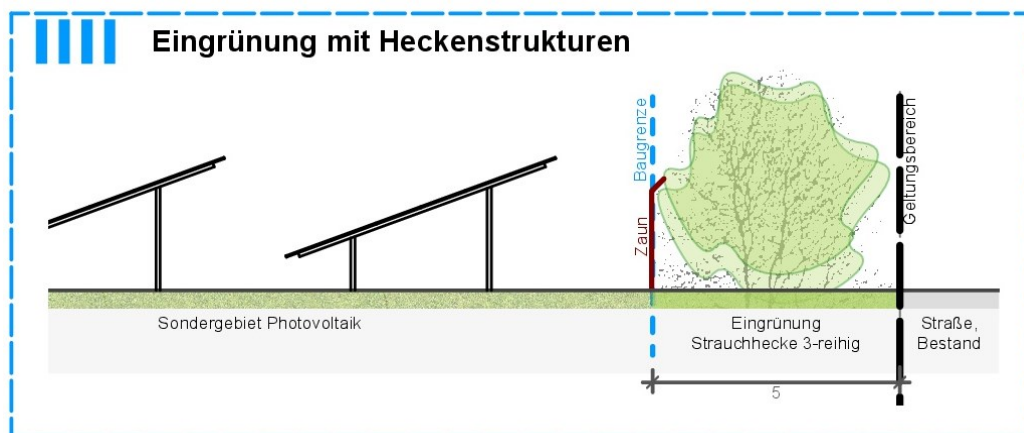 Eingrünung mit Heckenstrukturen
Baugrenze
Zaun
Geltungsbereich
Sondergebiet Photovoltaik
Eingrünung
Strauchhecke 3-reihig
Straße,
Bestand
5